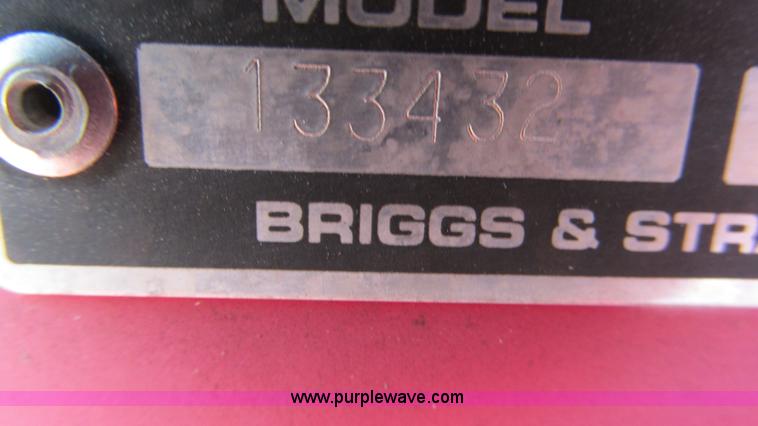 MODEL
133432
BRIGGS & STR
www.purplewave.com